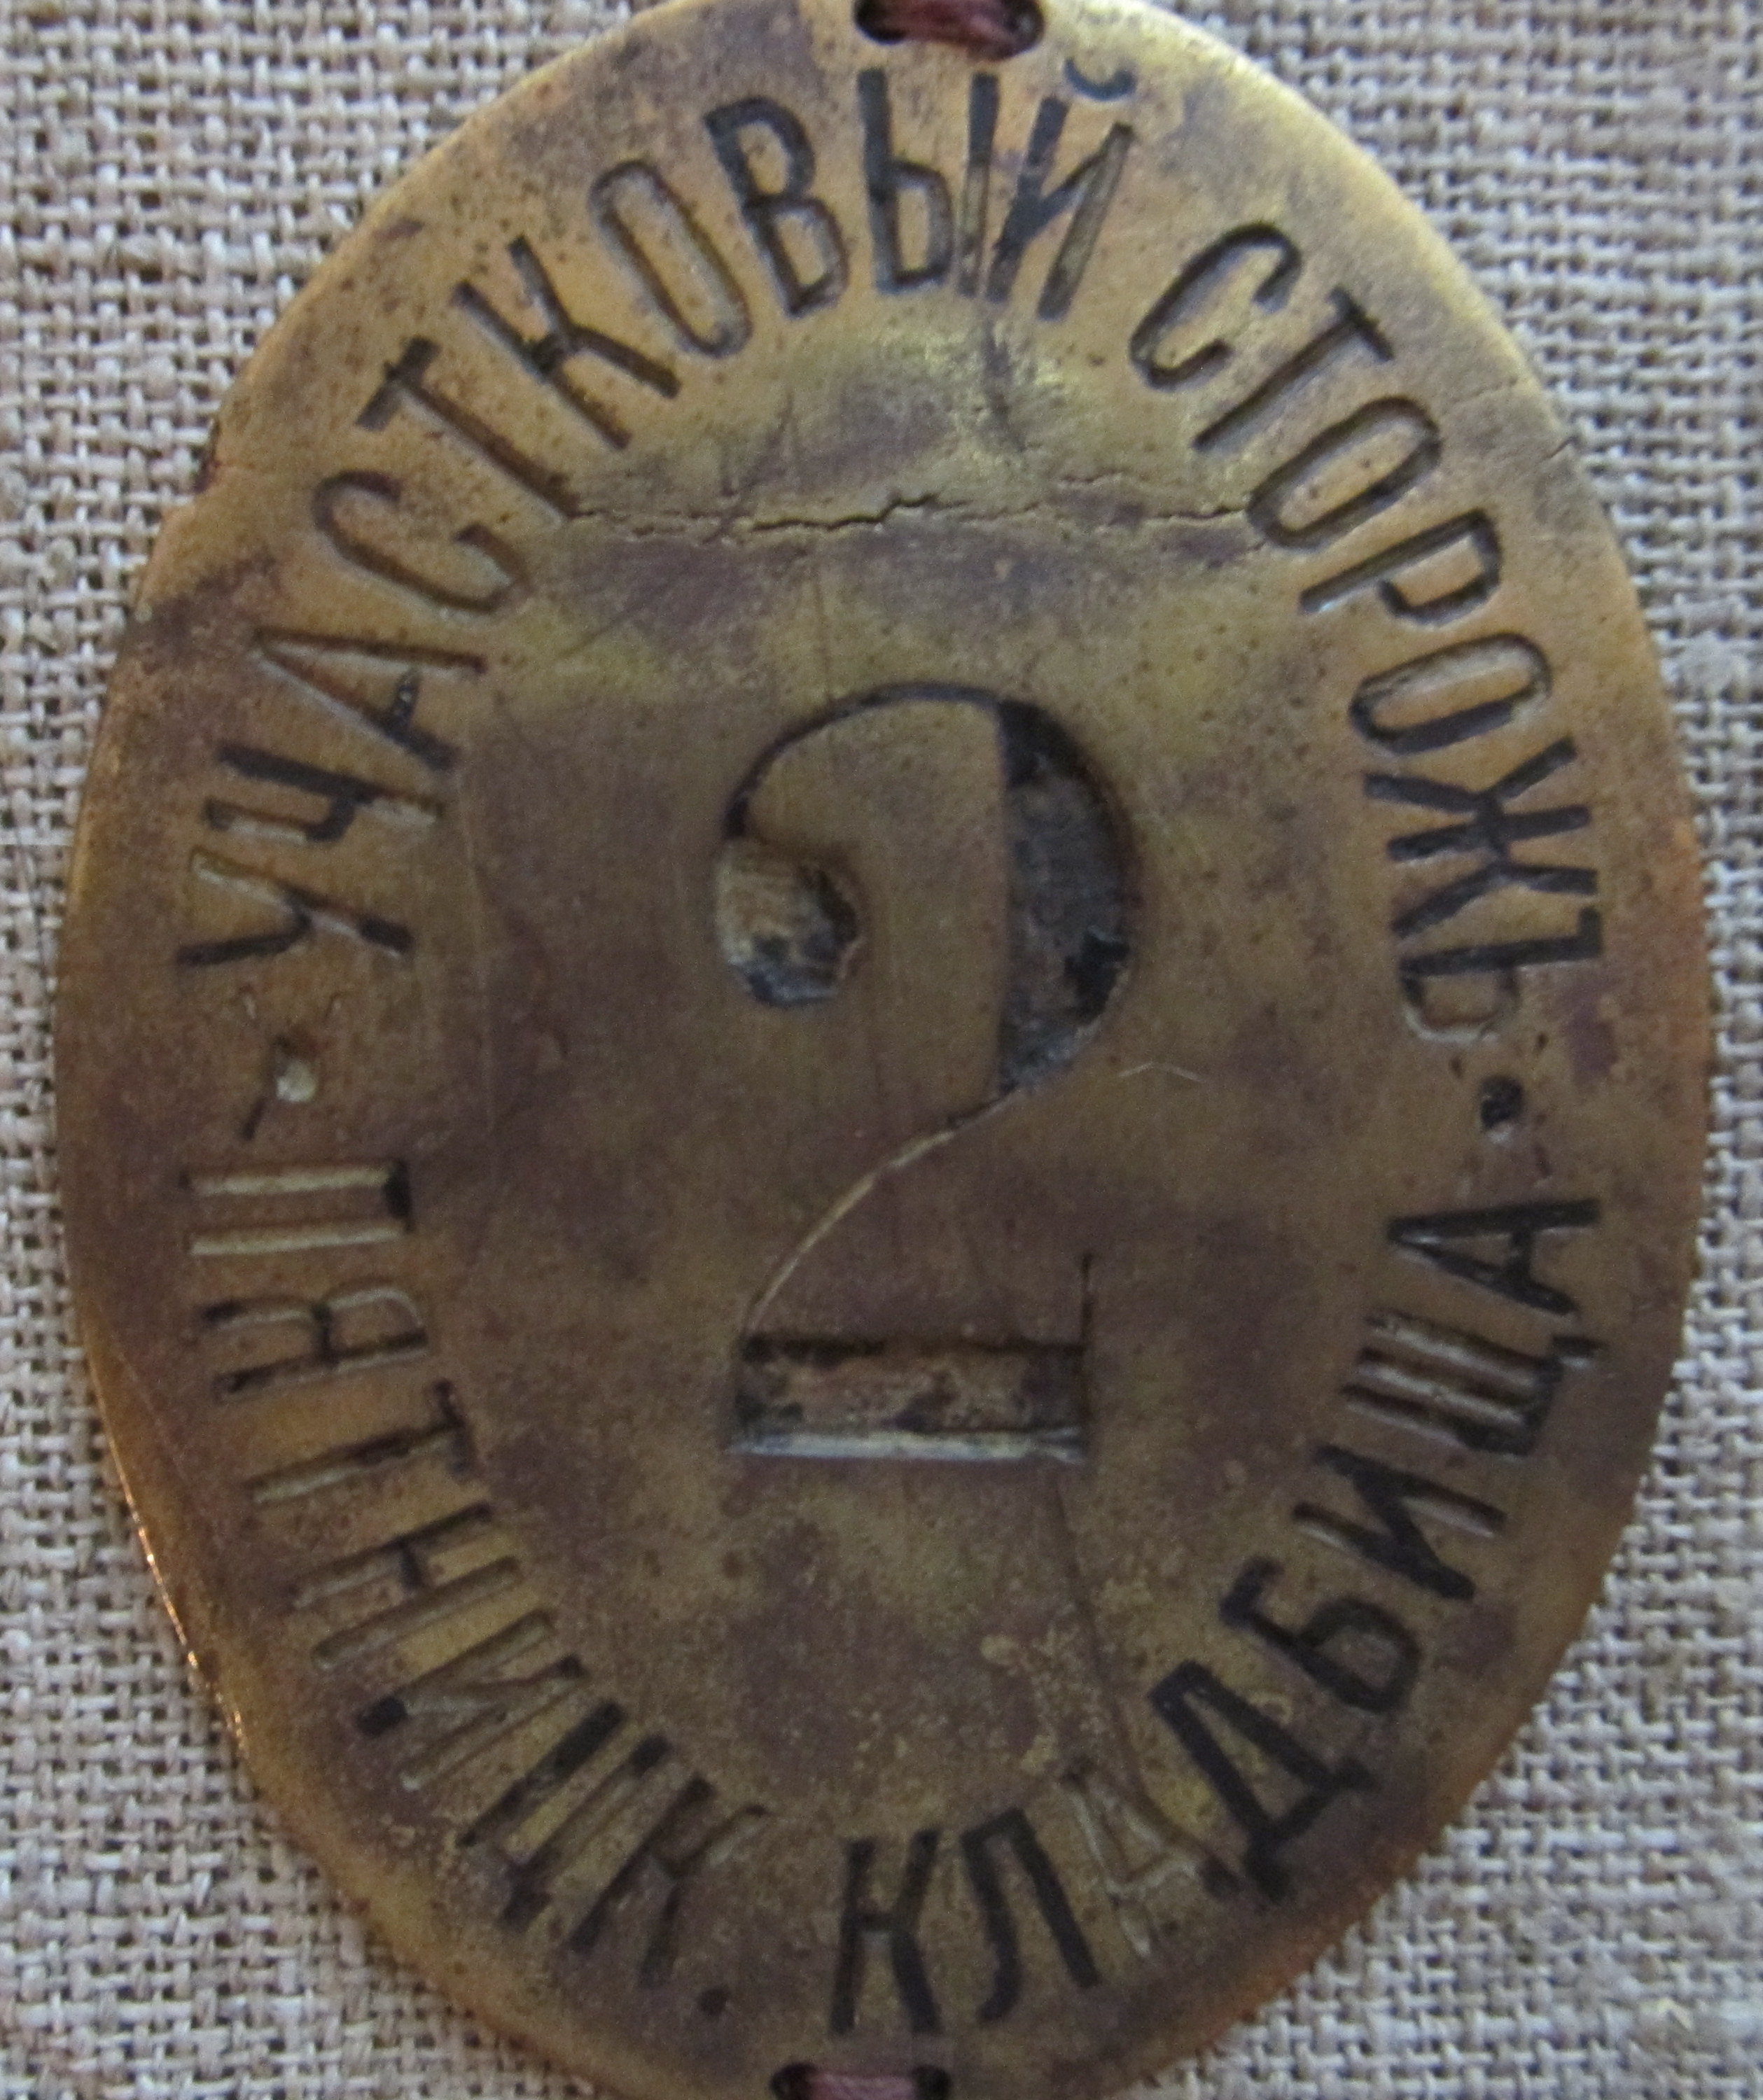 УЧАСТКОВЫЙ СТОРОЖЪ
2
ПЯТНИЦК. КЛАДБИЩА